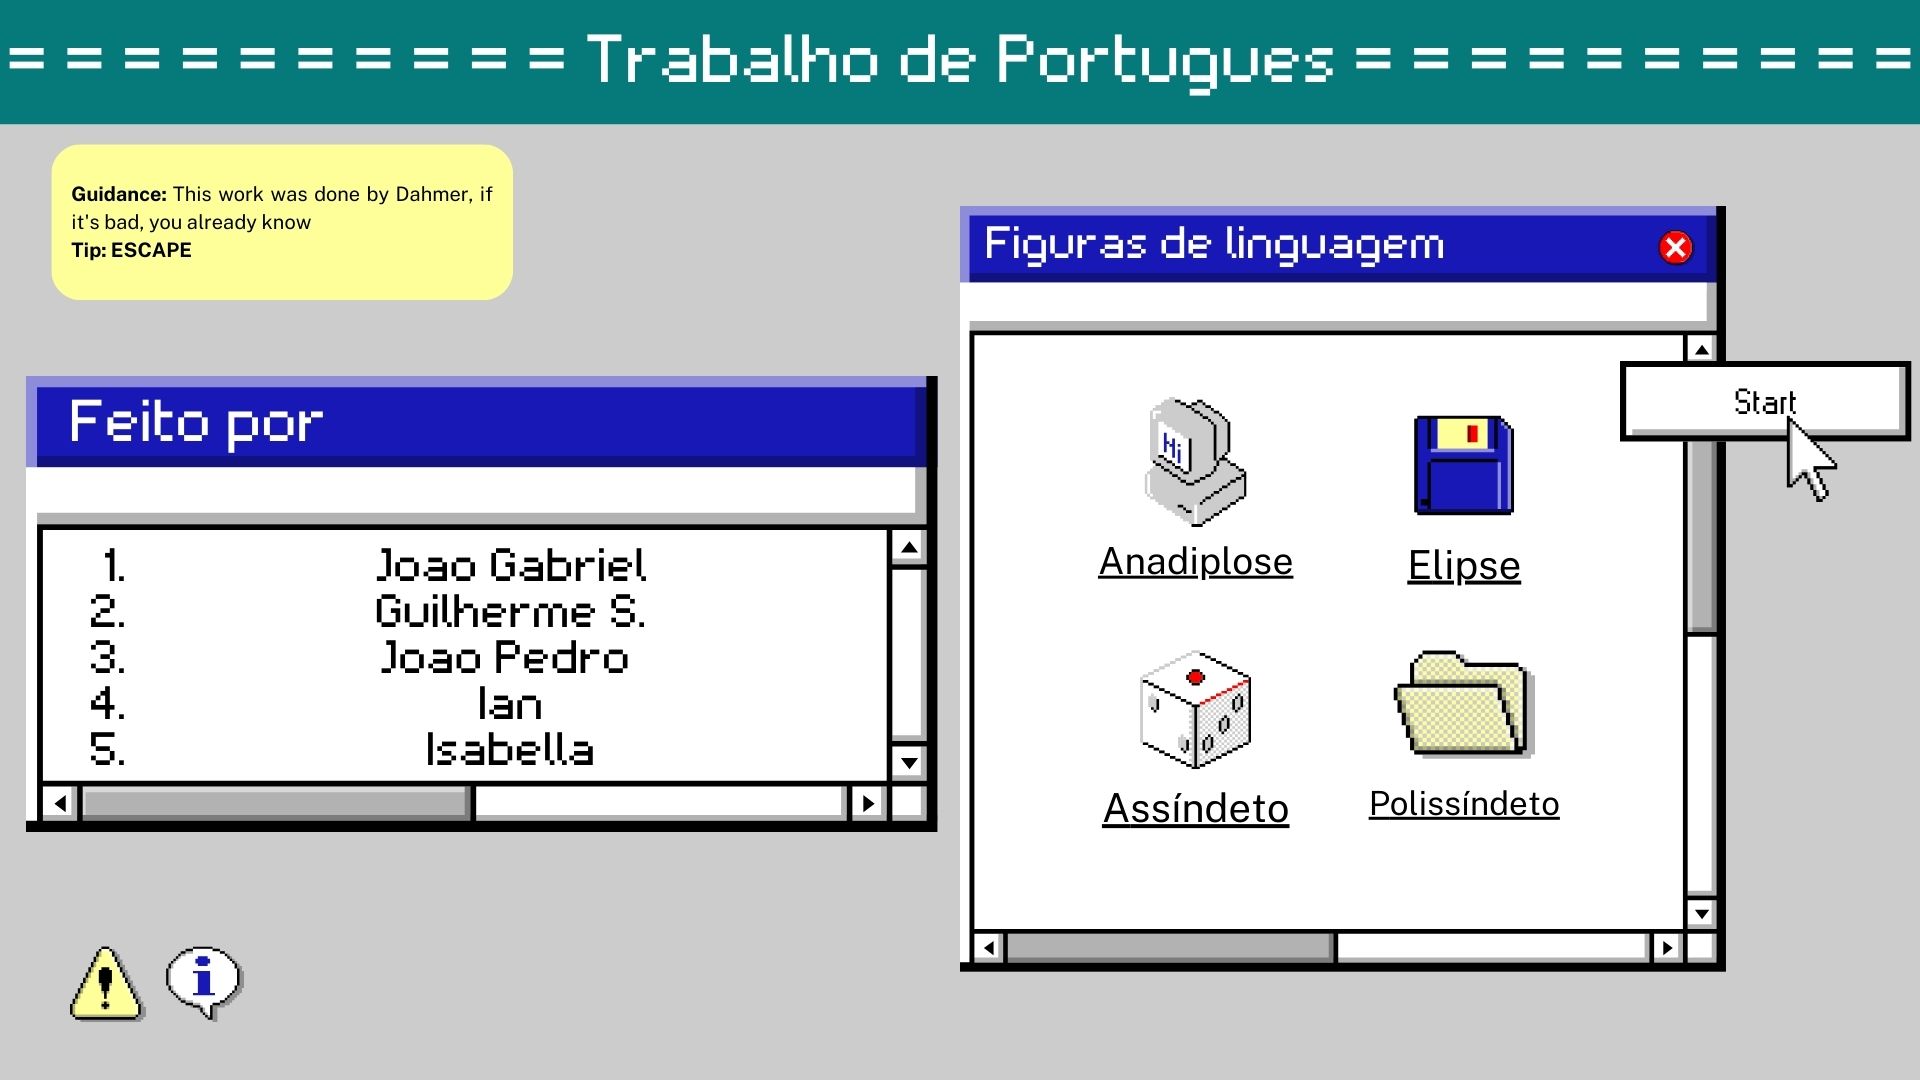 = = = = = = = = = = Trabalho de Portugues = = = = = = = = = =
Guidance: This work was done by Dahmer, if
it's bad, you already know
Tip: ESCAPE
Feito por
1. Joao Gabriel
2. Guilherme S.
3. Joao Pedro
4. Ian
5. Isabella
Figuras de linguagem
Start
Hi
Anadiplose
Elipse
Assíndeto
Polissíndeto